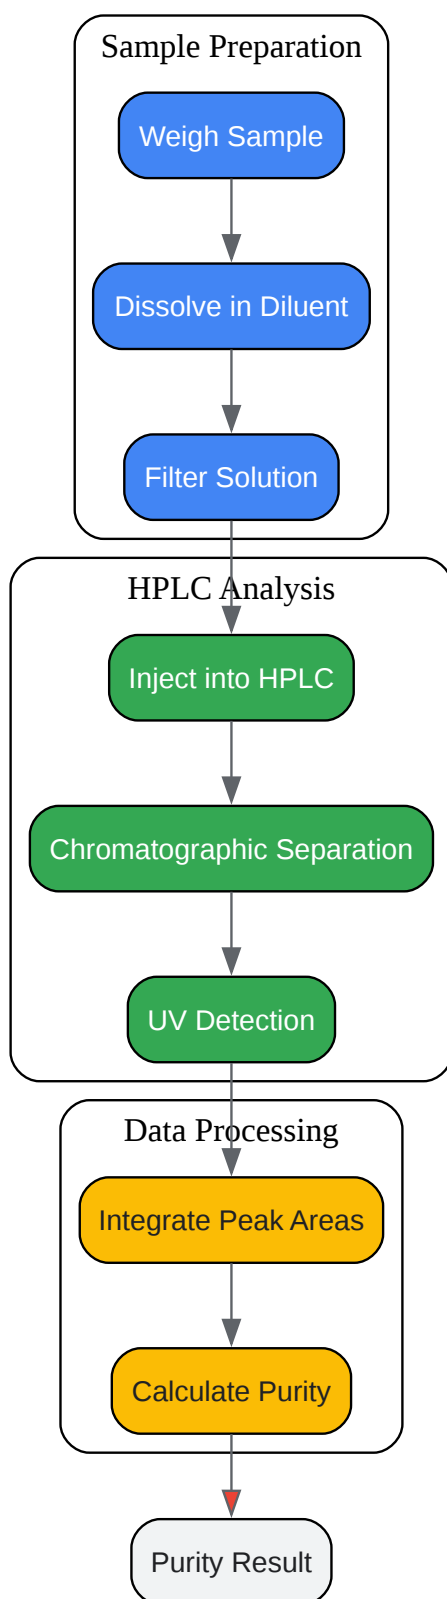 Sample Preparation
Weigh Sample
Dissolve in Diluent
Filter Solution
HPLC Analysis
Inject into HPLC
Chromatographic Separation
UV Detection
Data Processing
Integrate Peak Areas
Calculate Purity
Purity Result